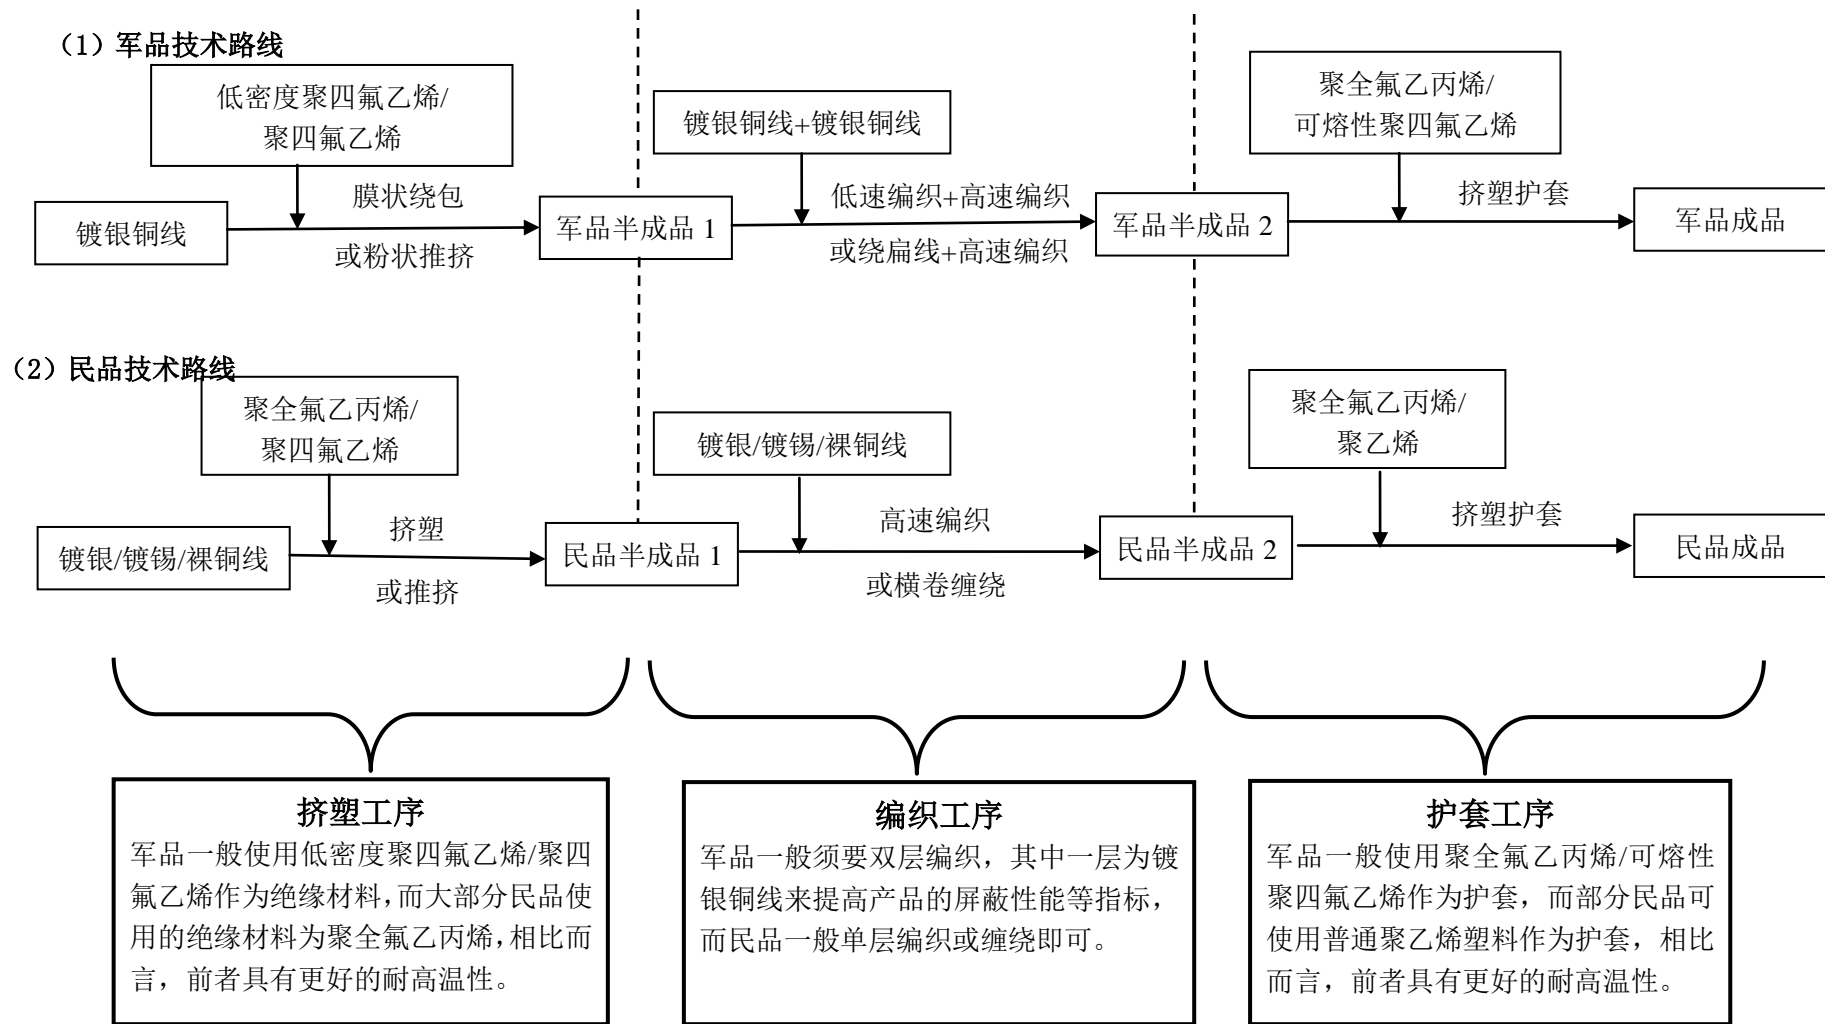 （1）军品技术路线
低密度聚四氟乙烯/
聚四氟乙烯
镀银铜线+镀银铜线
聚全氟乙丙烯/
可熔性聚四氟乙烯
镀银铜线
膜状绕包
或粉状推挤
军品半成品 1
低速编织+高速编织
或绕扁线+高速编织
军品半成品 2
挤塑护套
军品成品
（2）民品技术路线
聚全氟乙丙烯/
聚四氟乙烯
镀银/镀锡/裸铜线
聚全氟乙丙烯/
聚乙烯
镀银/镀锡/裸铜线
挤塑
或推挤
民品半成品 1
高速编织
或横卷缠绕
民品半成品 2
挤塑护套
民品成品
挤塑工序
军品一般使用低密度聚四氟乙烯/聚四
氟乙烯作为绝缘材料，而大部分民品使
用的绝缘材料为聚全氟乙丙烯，相比而
言，前者具有更好的耐高温性。
编织工序
军品一般须要双层编织，其中一层为镀
银铜线来提高产品的屏蔽性能等指标，
而民品一般单层编织或缠绕即可。
护套工序
军品一般使用聚全氟乙丙烯/可熔性
聚四氟乙烯作为护套，而部分民品可
使用普通聚乙烯塑料作为护套，相比
而言，前者具有更好的耐高温性。